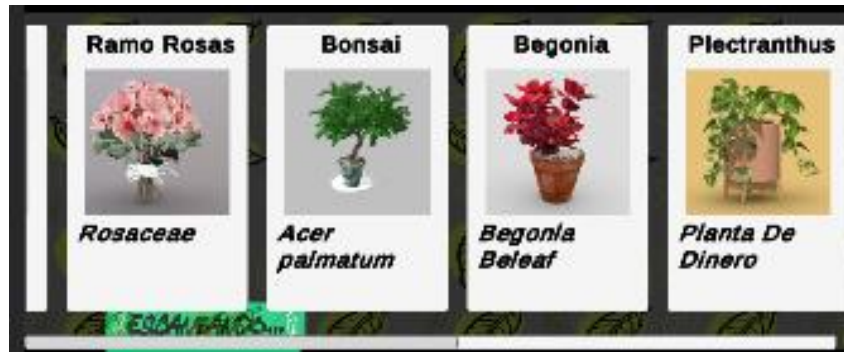 Ramo Rosas
Rosaceae
Bonsai
Acer
palmatum
Begonia
Begonia
Beleaf
Plectranthus
Planta De
Dinero